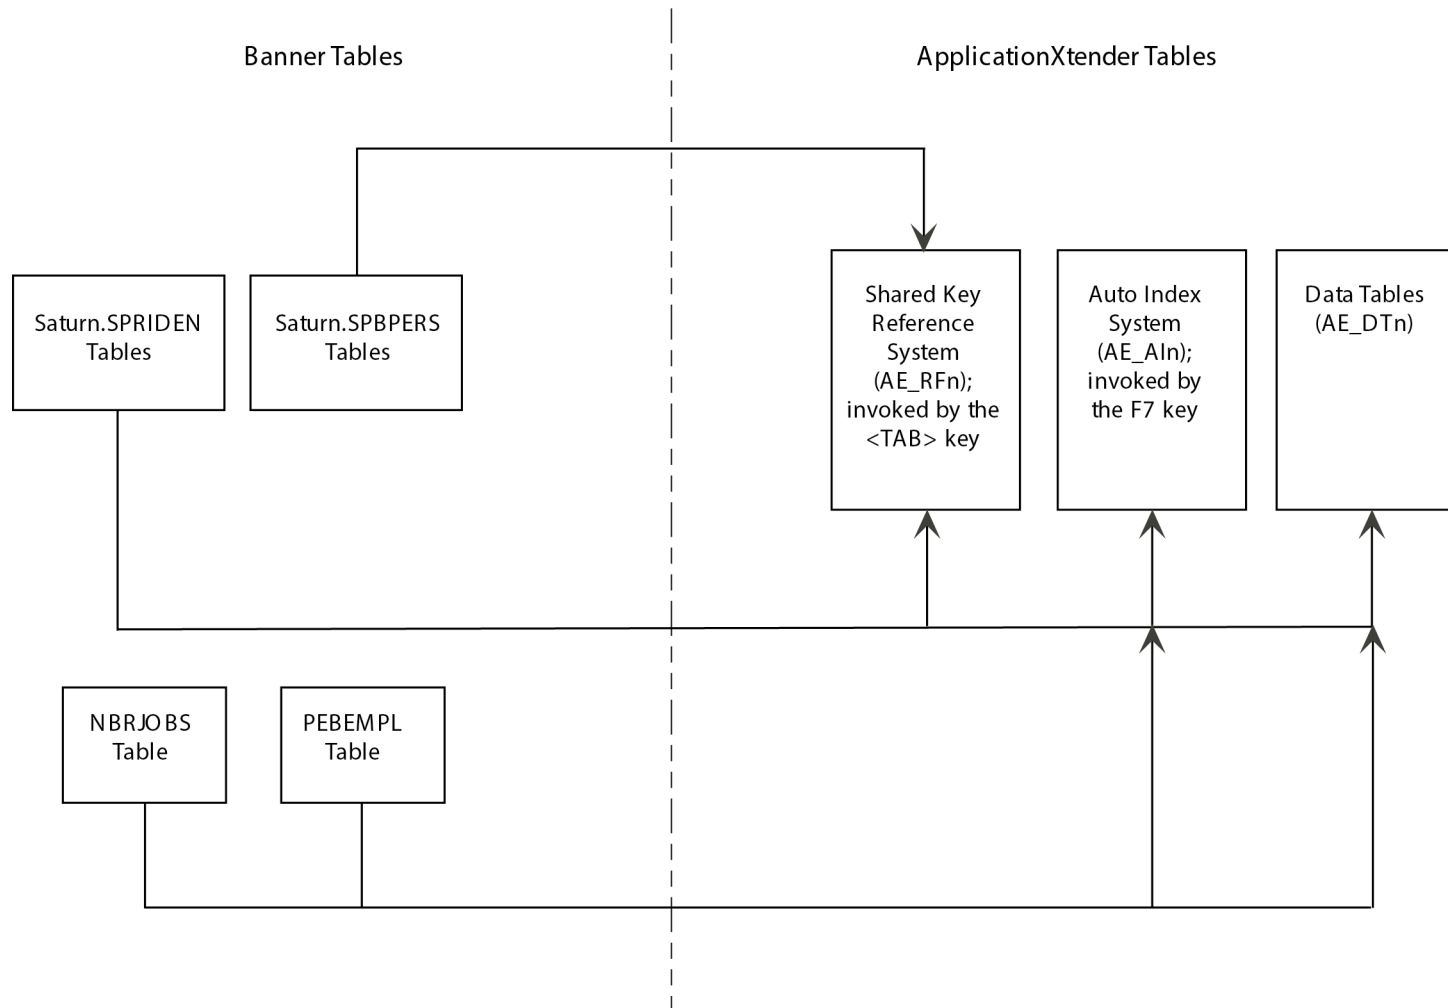 Banner Tables
ApplicationXtender Tables
Saturn.SPRIDEN
Tables
Saturn.SPBPERS
Tables
Shared Key
Reference
System
(AE_RFn);
invoked by the
<TAB> key
Auto Index
System
(AE_AIn);
invoked by
the F7 key
Data Tables
(AE_DTn)
NBRJOBS
Table
PEBEMPL
Table